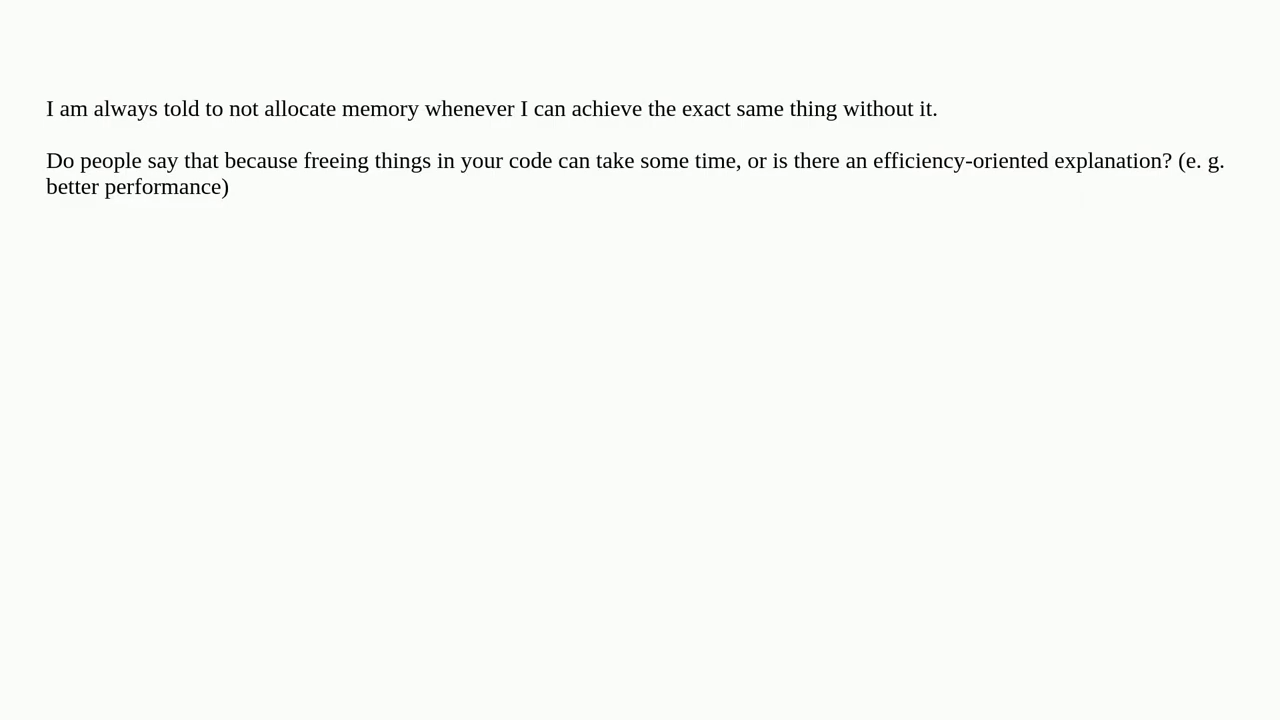 I am always told to not allocate memory whenever I can achieve the exact same thing without it.
Do people say that because freeing things in your code can take some time, or is there an efficiency-oriented explanation? (e. g.
better performance)